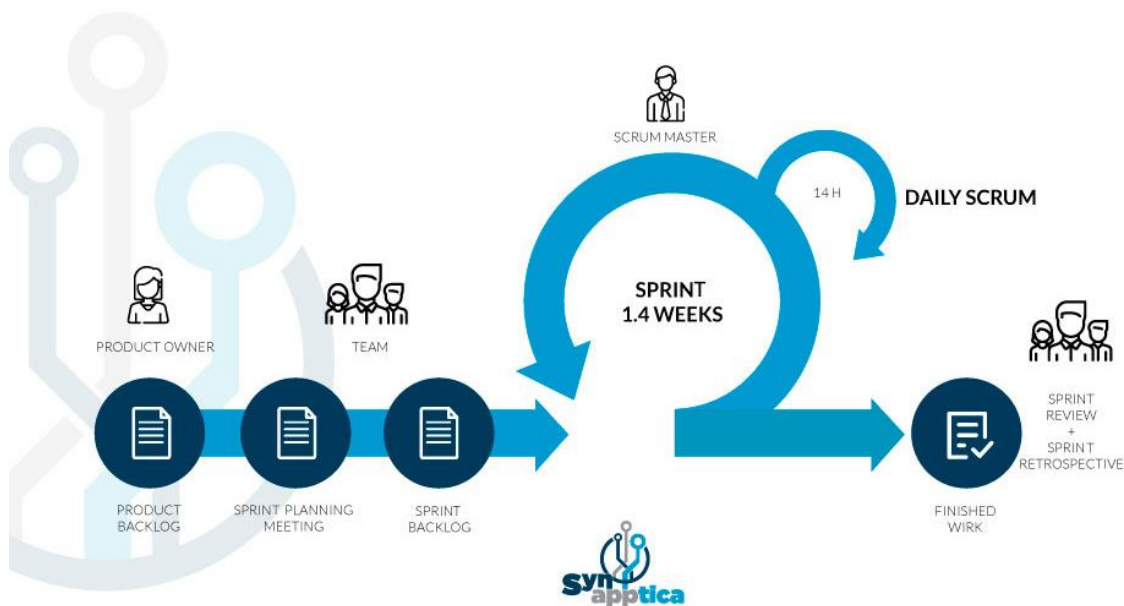 SCRUM MASTER
14 H
DAILY SCRUM
SPRINT
1.4 WEEKS
PRODUCT OWNER
TEAM
SPRINT
REVIEW
+
SPRINT
RETROSPECTIVE
PRODUCT
BACKLOG
SPRINT PLANNING
MEETING
SPRINT
BACKLOG
FINISHED
WIRK
Syn
apptica